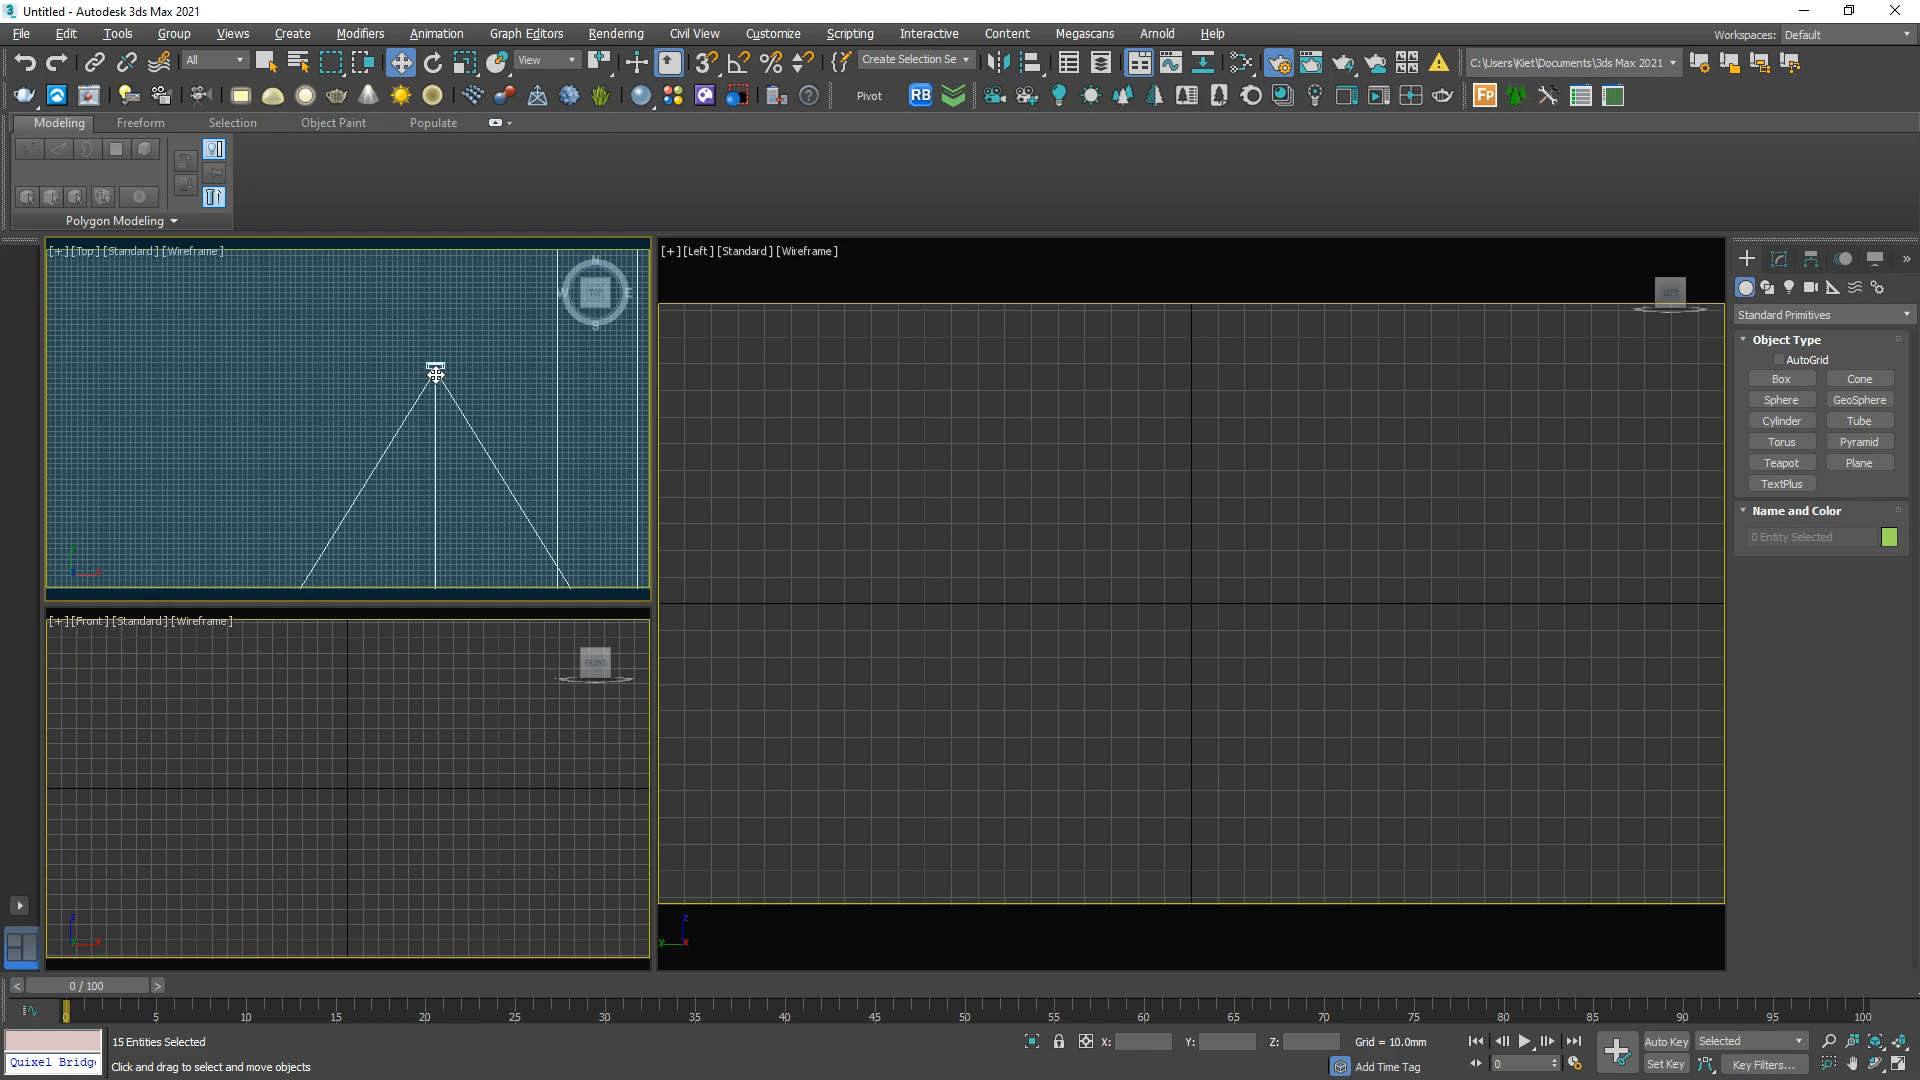 Untitled - Autodesk 3ds Max 2021
File Edit Tools Group Views Create Modifiers Animation Graph Editors Rendering Civil View Customize Scripting Interactive Content Megascans Arnold Help
Workspaces: Default
All View Create Selection Se C:\Users\Kiet\Documents\3ds Max 2021
Pivot RB Fp
Modeling Freeform Selection Object Paint Populate
Polygon Modeling
[+] [Top] [Standard] [Wireframe]
N
W TOP E
S
[+] [Left] [Standard] [Wireframe]
LEFT
[+] [Front] [Standard] [Wireframe]
FRONT
Standard Primitives
Object Type
AutoGrid
Box Cone
Sphere GeoSphere
Cylinder Tube
Torus Pyramid
Teapot Plane
TextPlus
Name and Color
0 Entity Selected
< 0 / 100 >
0 5 10 15 20 25 30 35 40 45 50 55 60 65 70 75 80 85 90 95 100
15 Entities Selected
X: Y: Z: Grid = 10.0mm
Auto Key Selected
Quixel Bridg
Click and drag to select and move objects
Add Time Tag
0
Set Key Key Filters...